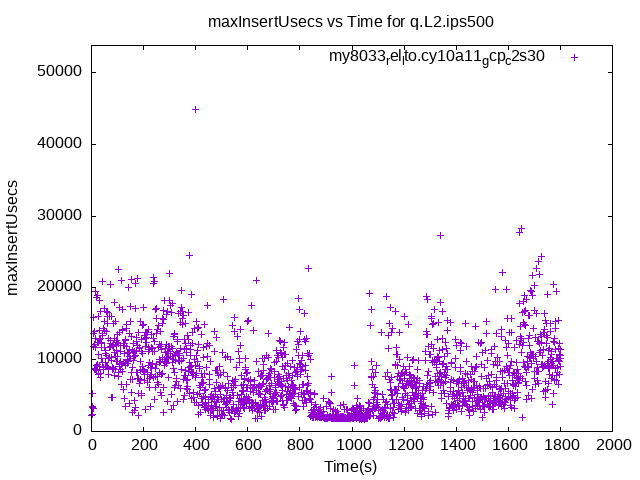 maxInsertUsecs vs Time for q.L2.ips500
my8033relito.cy10a11gcpc2s30
50000
40000
30000
20000
10000
0
maxInsertUsecs
0 200 400 600 800 1000 1200 1400 1600 1800 2000
Time(s)